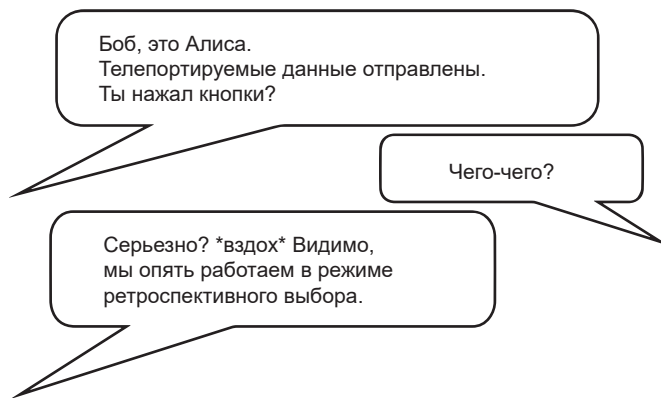 Боб, это Алиса.
Телепортируемые данные отправлены.
Ты нажал кнопки?
Чего-чего?
Серьезно? *вздох* Видимо,
мы опять работаем в режиме
ретроспективного выбора.